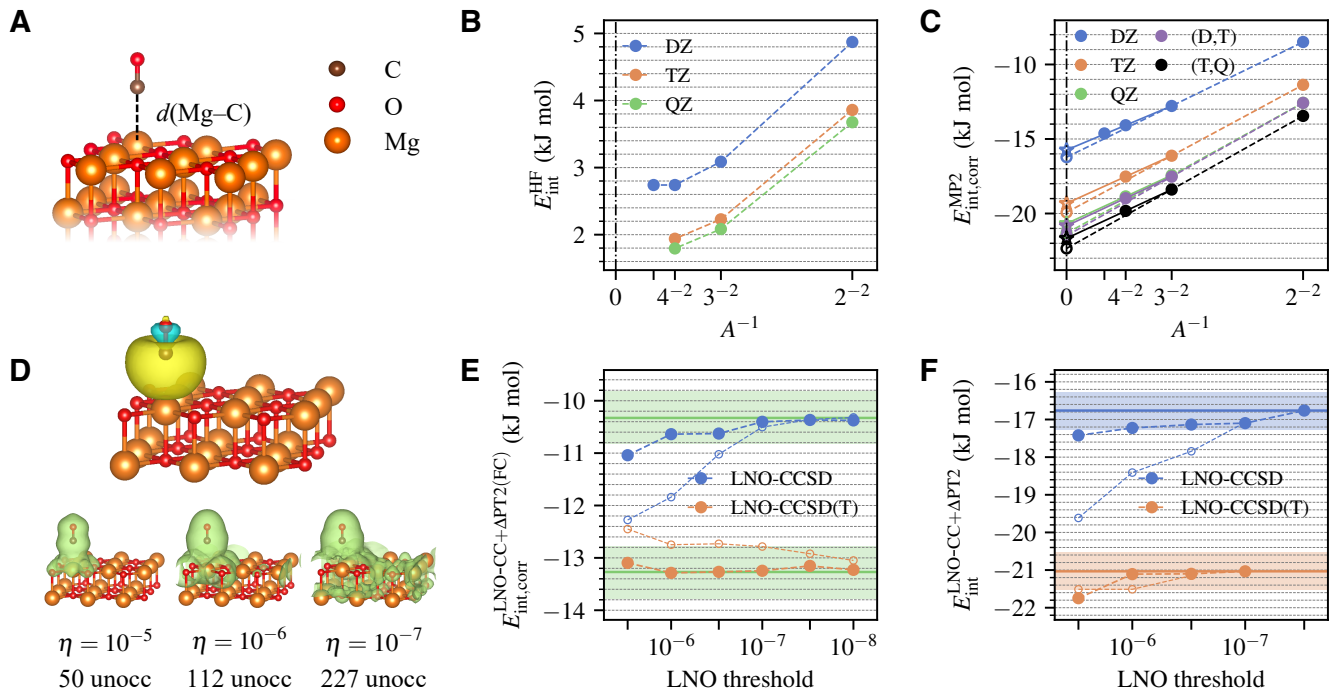 A
C
O
Mg
d(Mg–C)
B
E_int^HF (kJ mol)
5
4
3
2
DZ
TZ
QZ
0
4⁻²
3⁻²
2⁻²
A⁻¹
C
E_int,corr^MP2 (kJ mol)
−10
−15
−20
DZ
TZ
QZ
(D,T)
(T,Q)
0
4⁻²
3⁻²
2⁻²
A⁻¹
D
η = 10⁻⁵
η = 10⁻⁶
η = 10⁻⁷
50 unocc
112 unocc
227 unocc
E
E_int,corr^LNO-CC+ΔPT2(FC) (kJ mol)
−10
−11
−12
−13
−14
LNO-CCSD
LNO-CCSD(T)
10⁻⁶
10⁻⁷
10⁻⁸
LNO threshold
F
E_int^LNO-CC+ΔPT2 (kJ mol)
−16
−17
−18
−19
−20
−21
−22
LNO-CCSD
LNO-CCSD(T)
10⁻⁶
10⁻⁷
LNO threshold